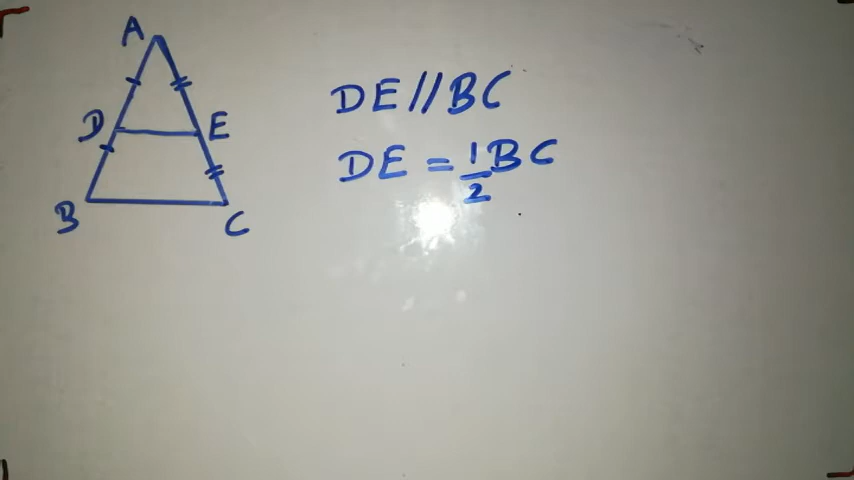 A
D E
B C
DE//BC
DE = 1/2 BC